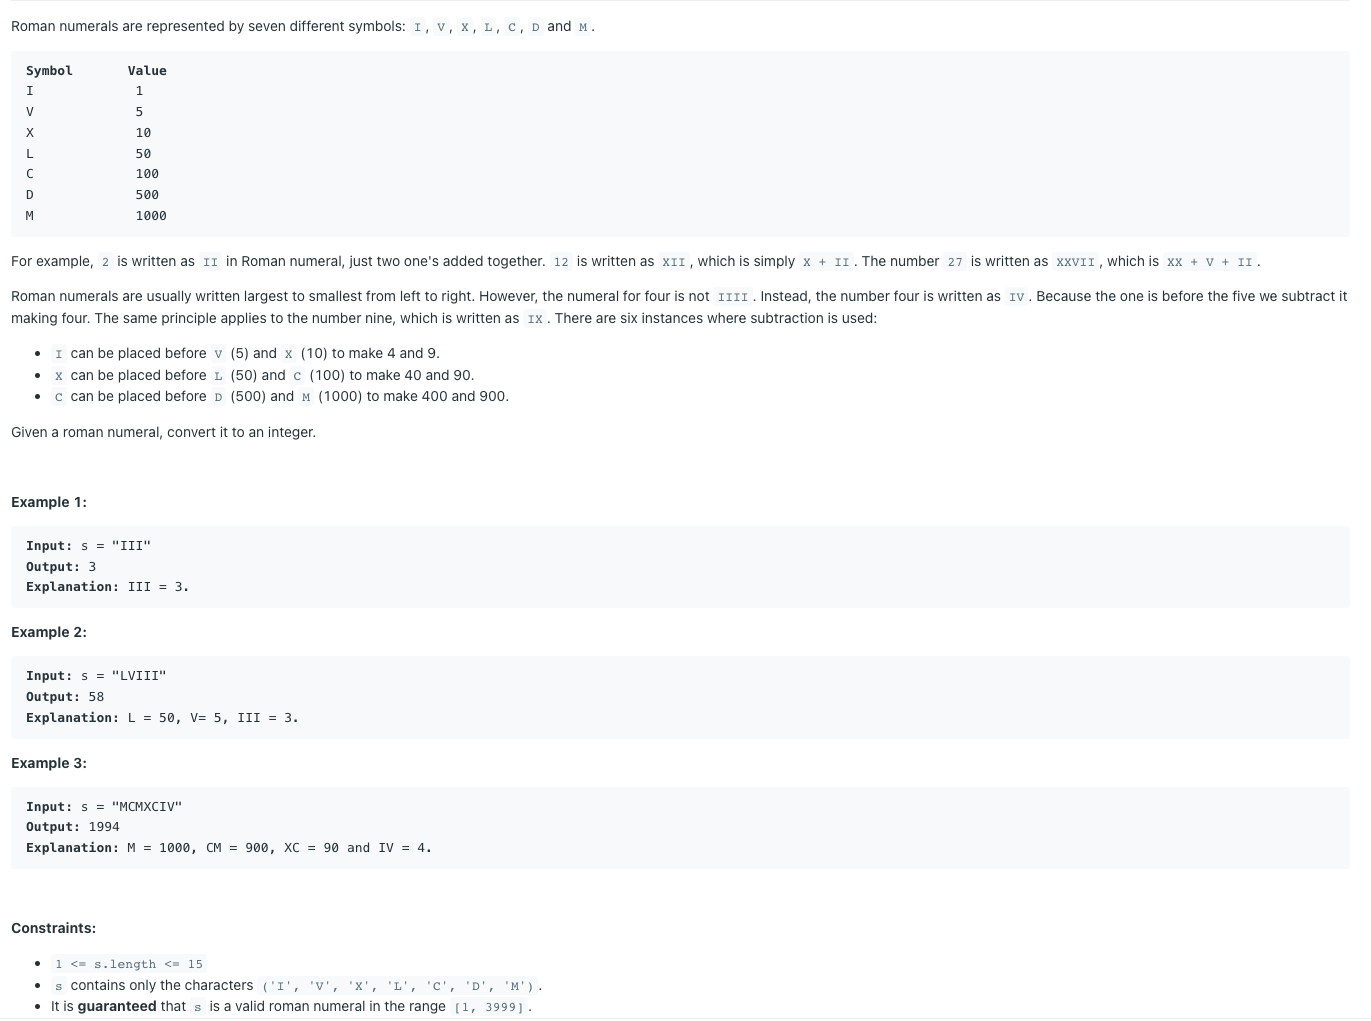 Roman numerals are represented by seven different symbols: I, V, X, L, C, D and M.
Symbol Value
I 1
V 5
X 10
L 50
C 100
D 500
M 1000
For example, 2 is written as II in Roman numeral, just two one's added together. 12 is written as XII, which is simply X + II. The number 27 is written as XXVII, which is XX + V + II.
Roman numerals are usually written largest to smallest from left to right. However, the numeral for four is not IIII. Instead, the number four is written as IV. Because the one is before the five we subtract it
making four. The same principle applies to the number nine, which is written as IX. There are six instances where subtraction is used:
• I can be placed before V (5) and X (10) to make 4 and 9.
• X can be placed before L (50) and C (100) to make 40 and 90.
• C can be placed before D (500) and M (1000) to make 400 and 900.
Given a roman numeral, convert it to an integer.
Example 1:
Input: s = "III"
Output: 3
Explanation: III = 3.
Example 2:
Input: s = "LVIII"
Output: 58
Explanation: L = 50, V= 5, III = 3.
Example 3:
Input: s = "MCMXCIV"
Output: 1994
Explanation: M = 1000, CM = 900, XC = 90 and IV = 4.
Constraints:
• 1 <= s.length <= 15
• s contains only the characters ('I', 'V', 'X', 'L', 'C', 'D', 'M').
• It is guaranteed that s is a valid roman numeral in the range [1, 3999].